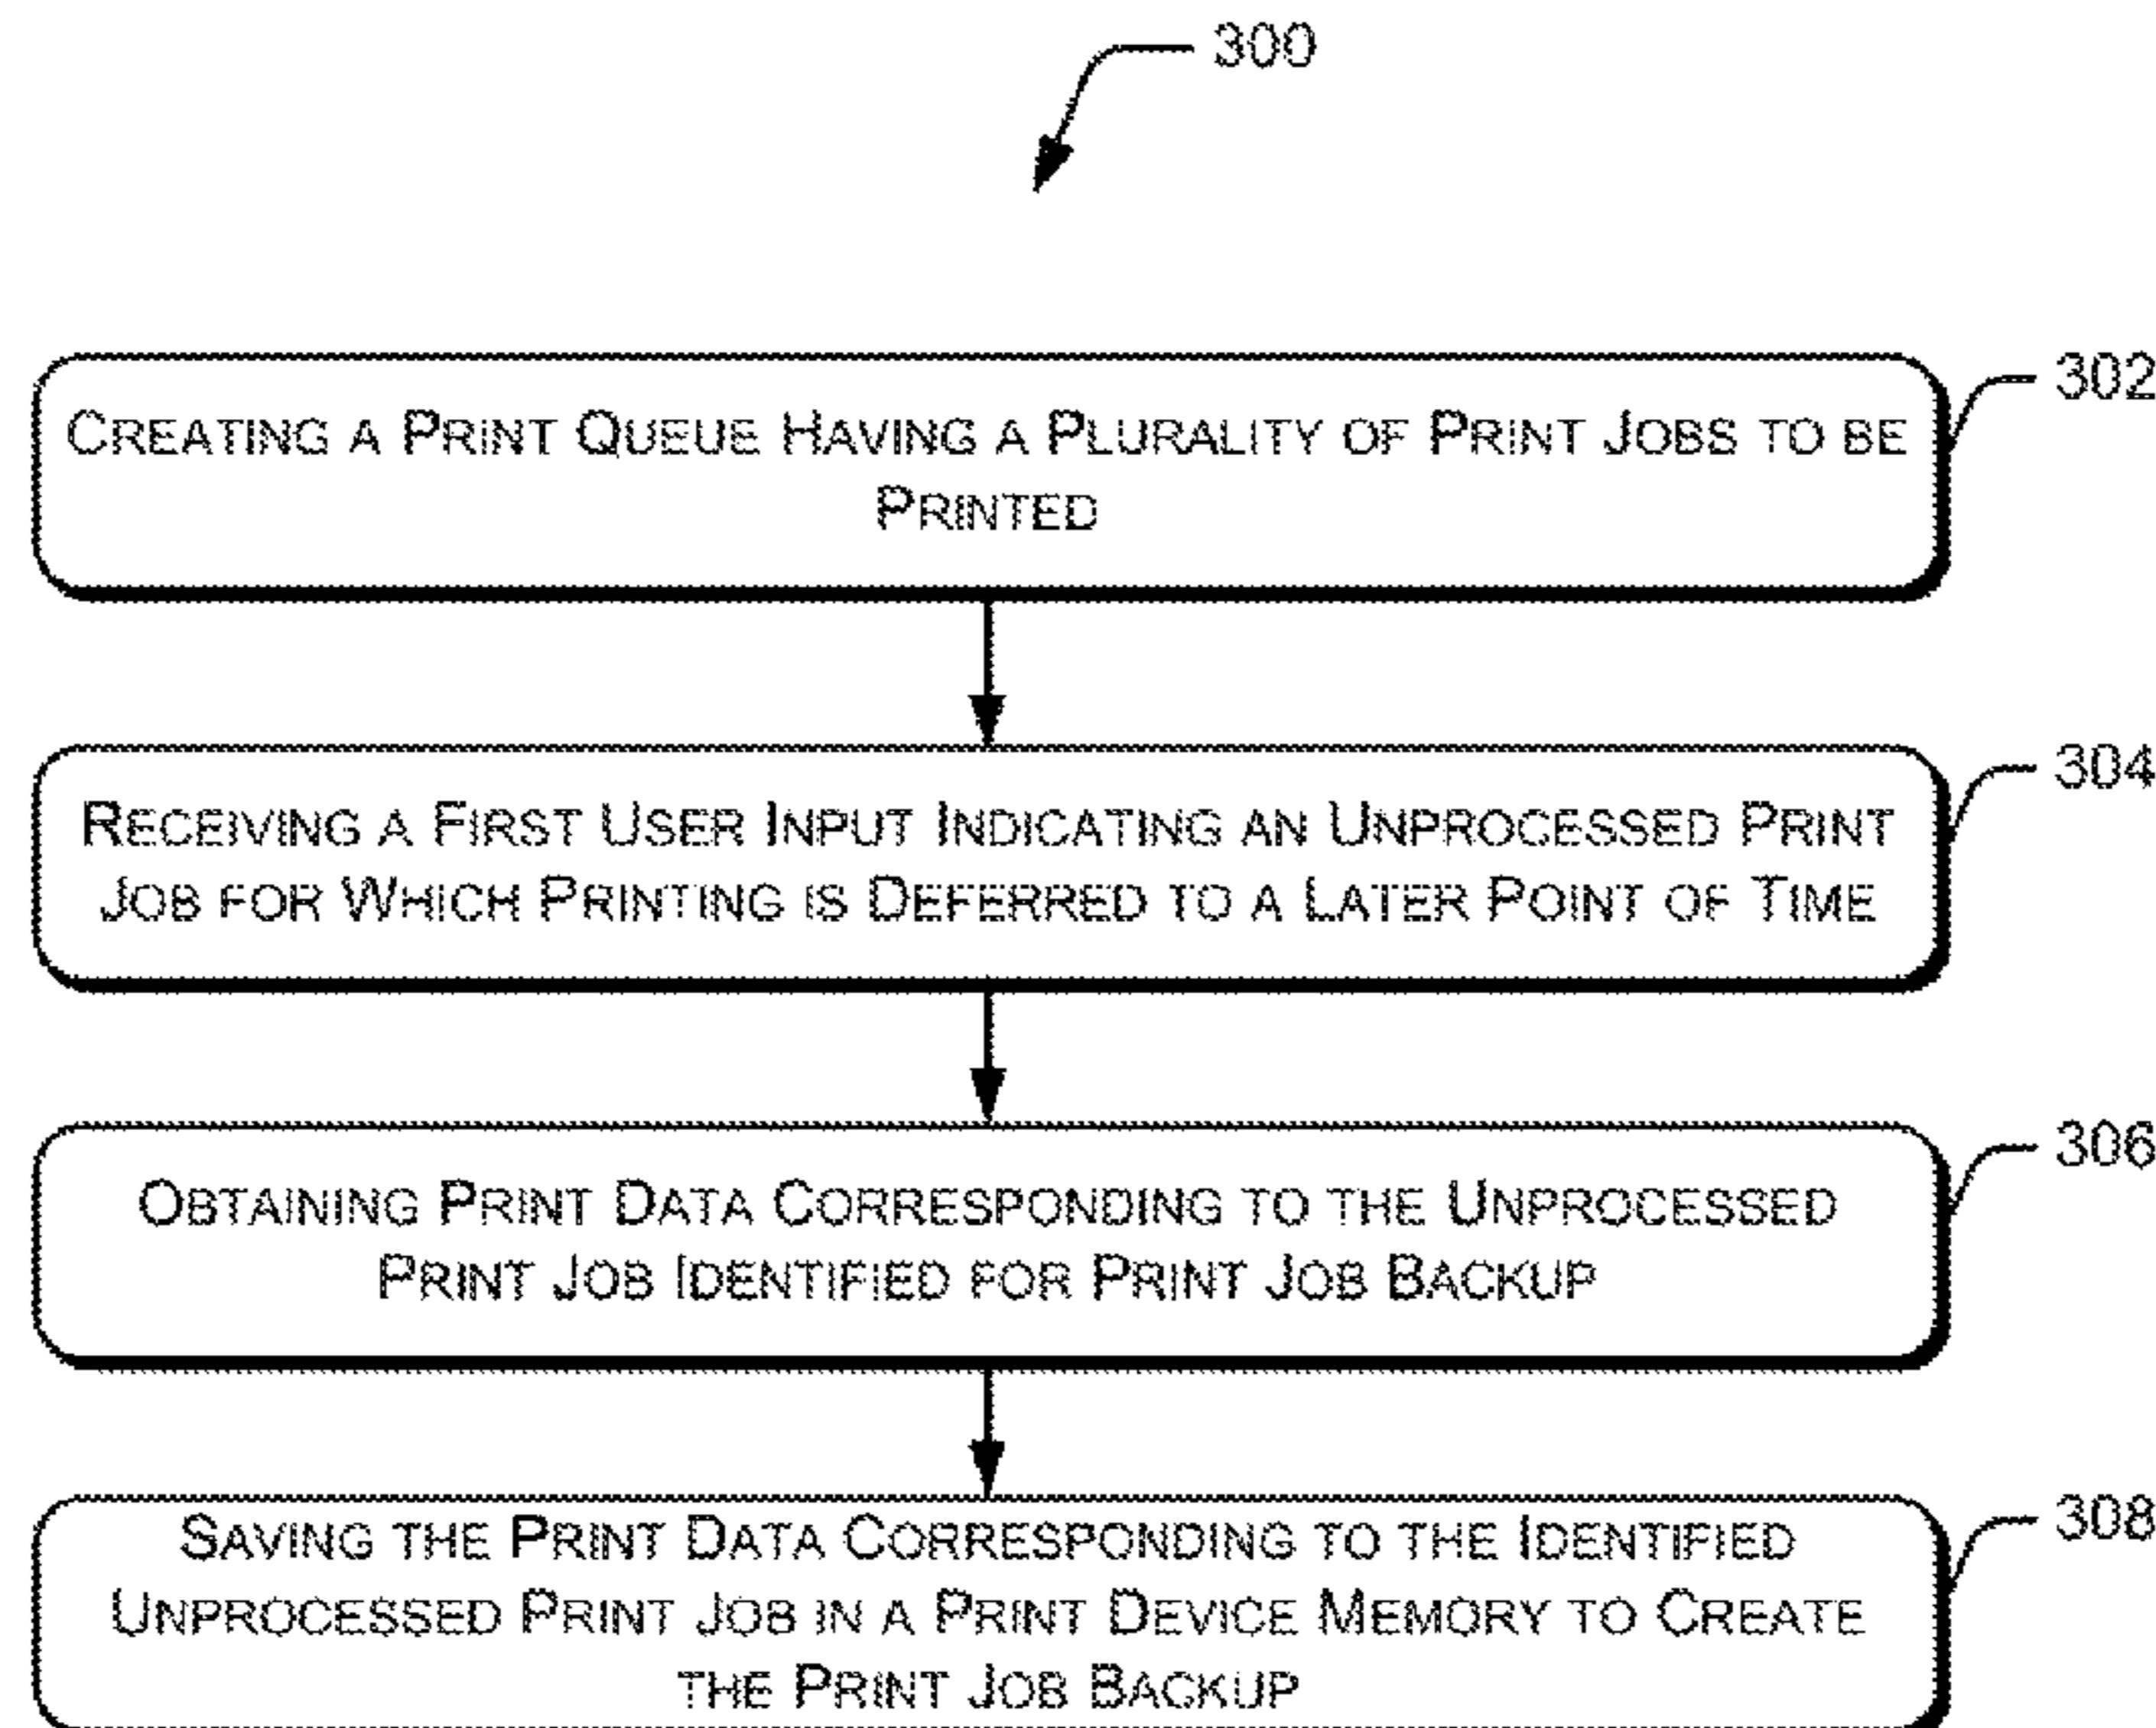 300
302
CREATING A PRINT QUEUE HAVING A PLURALITY OF PRINT JOBS TO BE
PRINTED
304
RECEIVING A FIRST USER INPUT INDICATING AN UNPROCESSED PRINT
JOB FOR WHICH PRINTING IS DEFERRED TO A LATER POINT OF TIME
306
OBTAINING PRINT DATA CORRESPONDING TO THE UNPROCESSED
PRINT JOB IDENTIFIED FOR PRINT JOB BACKUP
308
SAVING THE PRINT DATA CORRESPONDING TO THE IDENTIFIED
UNPROCESSED PRINT JOB IN A PRINT DEVICE MEMORY TO CREATE
THE PRINT JOB BACKUP